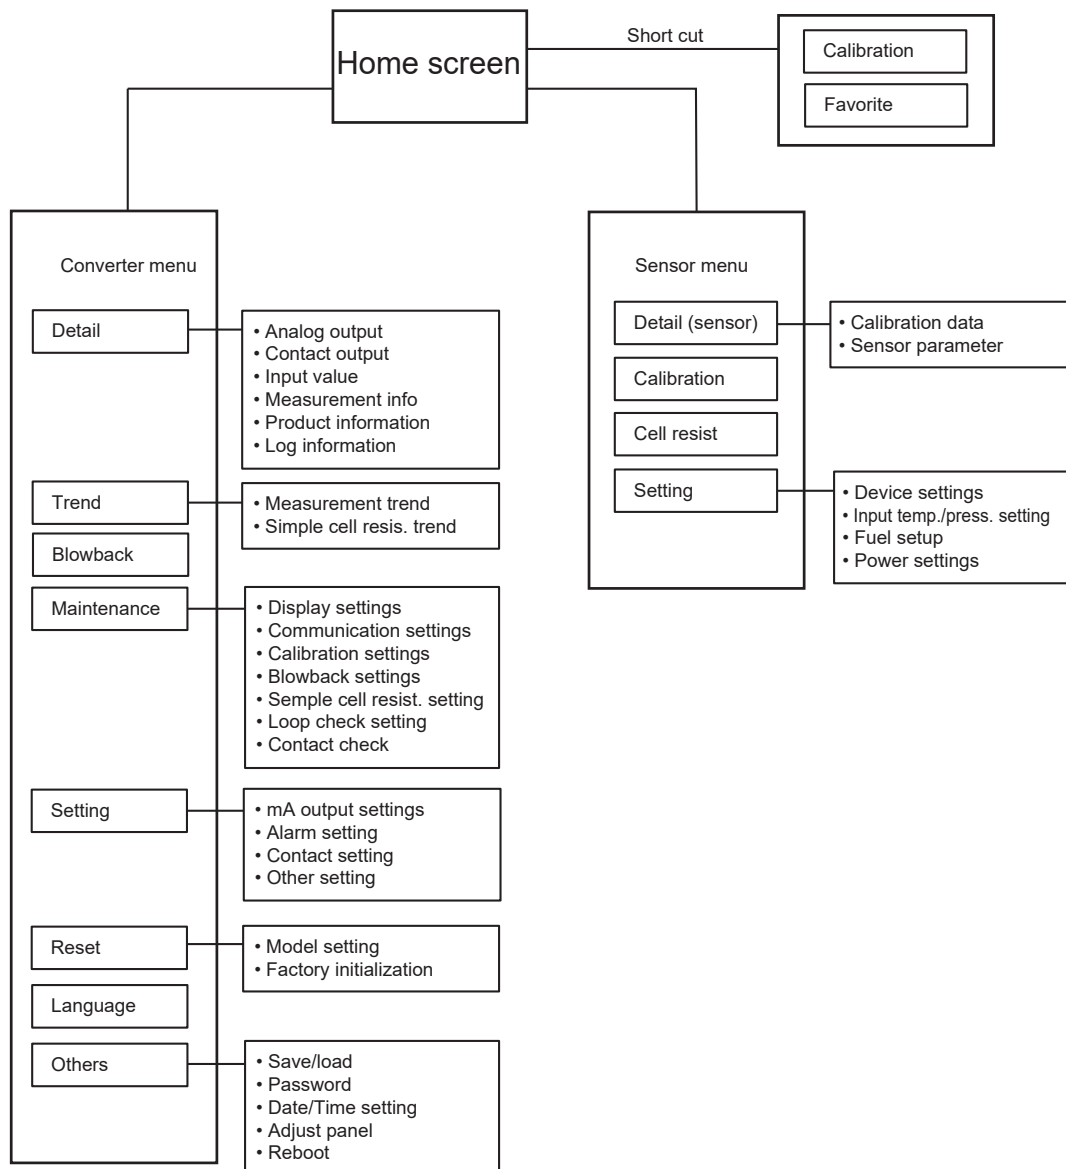 Home screen
Short cut
Calibration
Favorite
Converter menu
Detail
• Analog output
• Contact output
• Input value
• Measurement info
• Product information
• Log information
Trend
• Measurement trend
• Simple cell resis. trend
Blowback
Maintenance
• Display settings
• Communication settings
• Calibration settings
• Blowback settings
• Semple cell resist. setting
• Loop check setting
• Contact check
Setting
• mA output settings
• Alarm setting
• Contact setting
• Other setting
Reset
• Model setting
• Factory initialization
Language
Others
• Save/load
• Password
• Date/Time setting
• Adjust panel
• Reboot
Sensor menu
Detail (sensor)
• Calibration data
• Sensor parameter
Calibration
Cell resist
Setting
• Device settings
• Input temp./press. setting
• Fuel setup
• Power settings